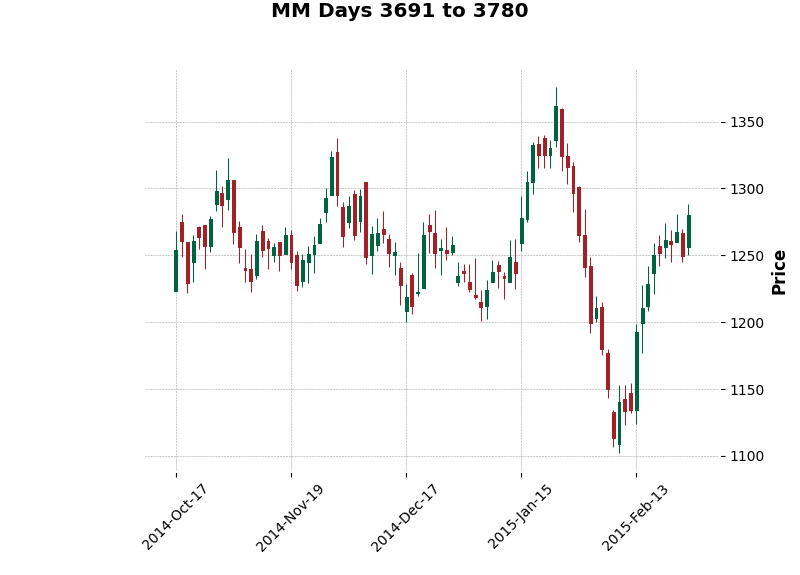 MM Days 3691 to 3780
1350
1300
1250
1200
1150
1100
Price
2014-Oct-17
2014-Nov-19
2014-Dec-17
2015-Jan-15
2015-Feb-13